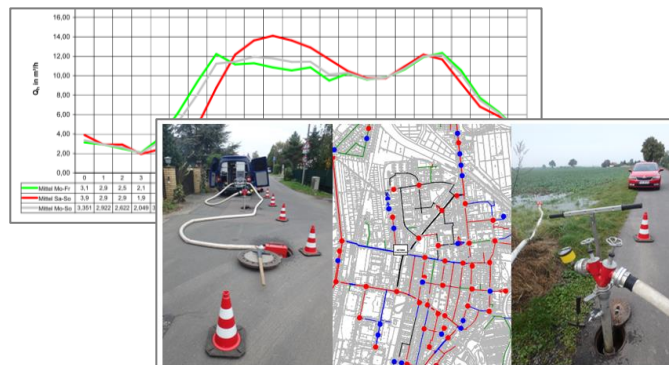 16,00
14,00
12,00
10,00
8,00
6,00
4,00
2,00
0,00
Q, in m³/h
0 1 2 3
Mittel Mo-Fr 3,1 2,9 2,5 2,1
Mittel Sa-So 3,9 2,9 2,9 1,9
Mittel Mo-So 3,351 2,922 2,622 2,049